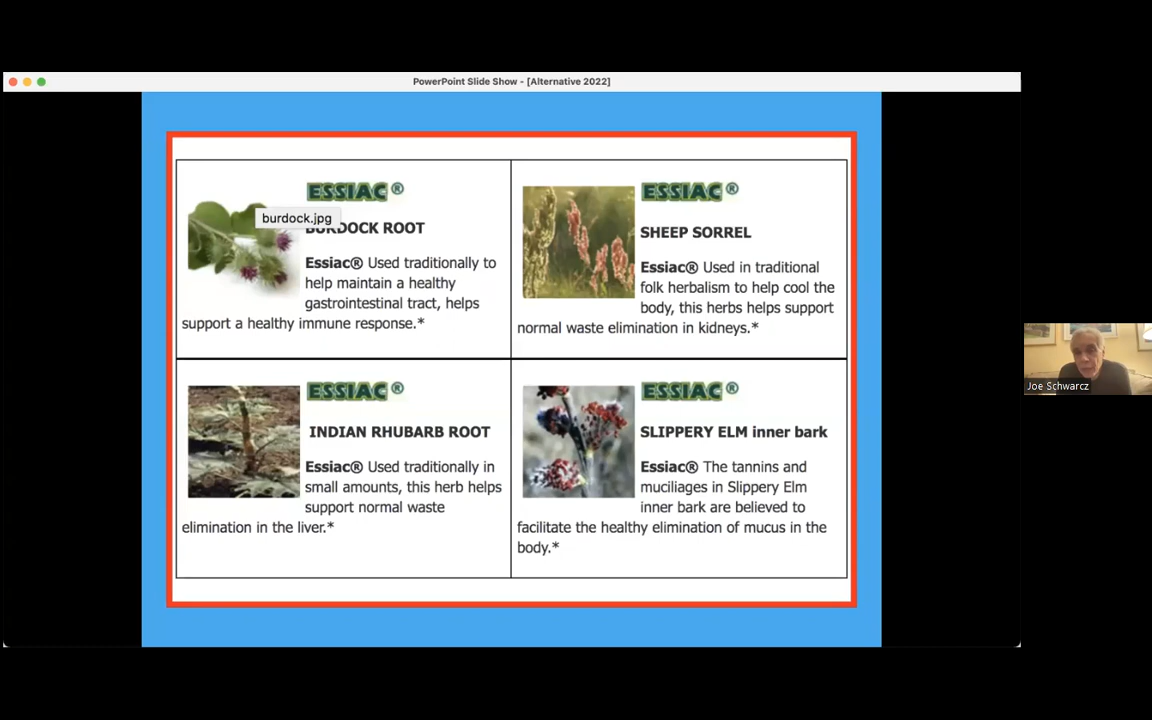 PowerPoint Slide Show - [Alternative 2022]
ESSIAC ®
burdock.jpg
BURDOCK ROOT
Essiac® Used traditionally to
help maintain a healthy
gastrointestinal tract, helps
support a healthy immune response.*
ESSIAC ®
SHEEP SORREL
Essiac® Used in traditional
folk herbalism to help cool the
body, this herbs helps support
normal waste elimination in kidneys.*
ESSIAC ®
INDIAN RHUBARB ROOT
Essiac® Used traditionally in
small amounts, this herb helps
support normal waste
elimination in the liver.*
ESSIAC ®
SLIPPERY ELM inner bark
Essiac® The tannins and
muciliages in Slippery Elm
inner bark are believed to
facilitate the healthy elimination of mucus in the
body.*
Joe Schwarcz